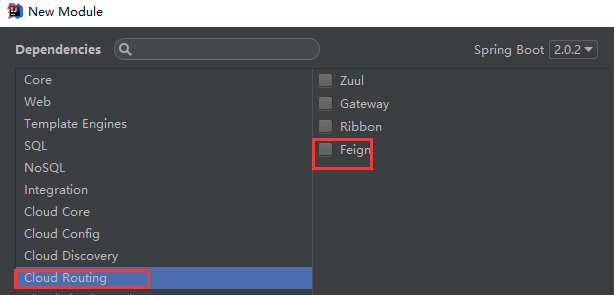 New Module
Dependencies
Spring Boot 2.0.2
Core
Web
Template Engines
SQL
NoSQL
Integration
Cloud Core
Cloud Config
Cloud Discovery
Cloud Routing
Zuul
Gateway
Ribbon
Feign